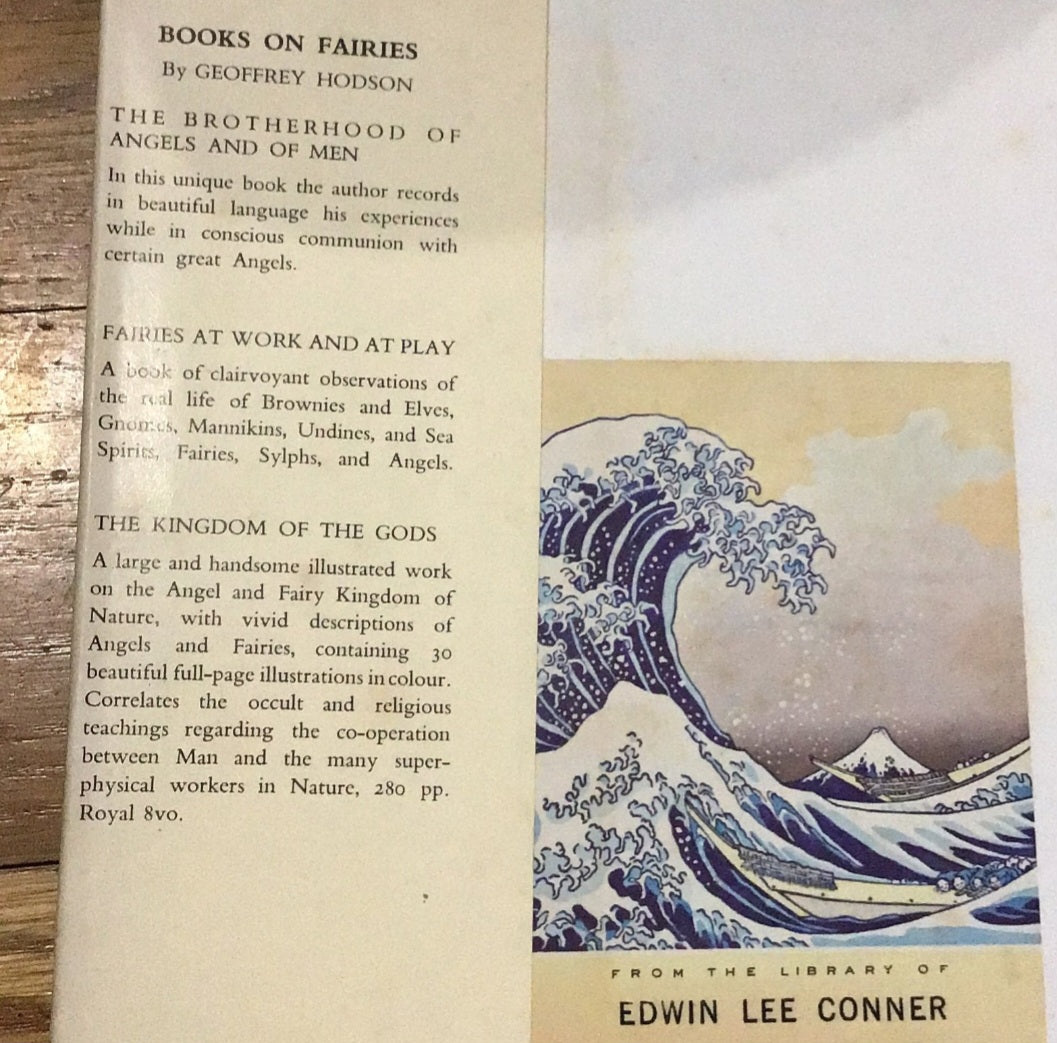 BOOKS ON FAIRIES
By GEOFFREY HODSON
THE BROTHERHOOD OF
ANGELS AND OF MEN
In this unique book the author records
in beautiful language his experiences
while in conscious communion with
certain great Angels.
FAIRIES AT WORK AND AT PLAY
A book of clairvoyant observations of
the real life of Brownies and Elves,
Gnomes, Mannikins, Undines, and Sea
Spirits, Fairies, Sylphs, and Angels.
THE KINGDOM OF THE GODS
A large and handsome illustrated work
on the Angel and Fairy Kingdom of
Nature, with vivid descriptions of
Angels and Fairies, containing 30
beautiful full-page illustrations in colour.
Correlates the occult and religious
teachings regarding the co-operation
between Man and the many super-
physical workers in Nature, 280 pp.
Royal 8vo.
FROM THE LIBRARY OF
EDWIN LEE CONNER